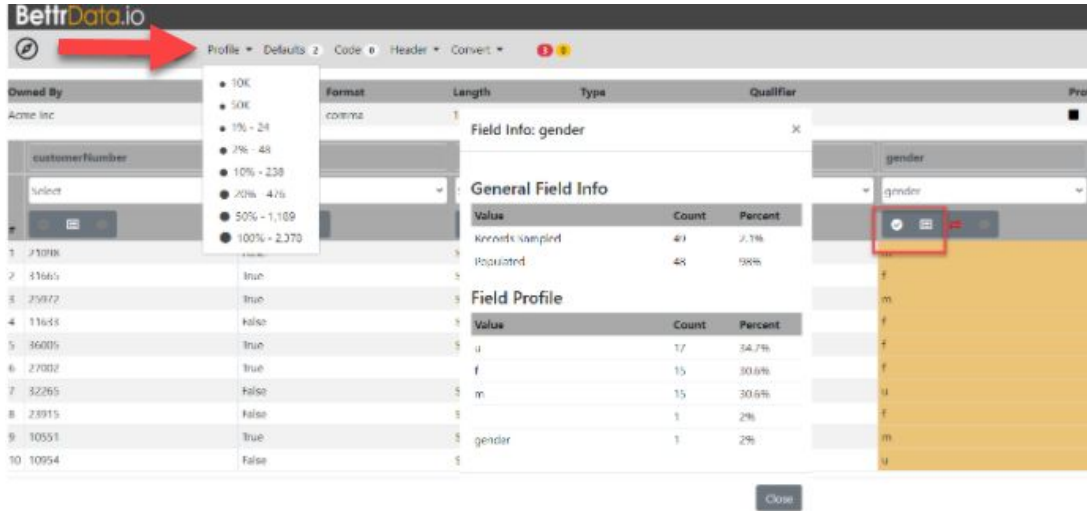 BettrData.io
Profile Defaults 2 Code 0 Header Convert 3 0
Owned By Format Length Type Qualifier Pro
Acme Inc comma 1
customerNumber gender
Select gender
#
10K
50K
1% - 24
2% - 48
10% - 238
20% - 476
50% - 1,189
100% - 2,378
Field Info: gender ×
General Field Info
Value Count Percent
Records Sampled 49 2.1%
Populated 48 98%
Field Profile
Value Count Percent
u 17 34.7%
f 15 30.6%
m 15 30.6%
1 2%
gender 1 2%
Close
1 21098
2 31665 True f
3 25972 True m
4 11633 False f
5 36005 True f
6 27002 True f
7 32265 False u
8 23915 False f
9 10551 True m
10 10954 False u